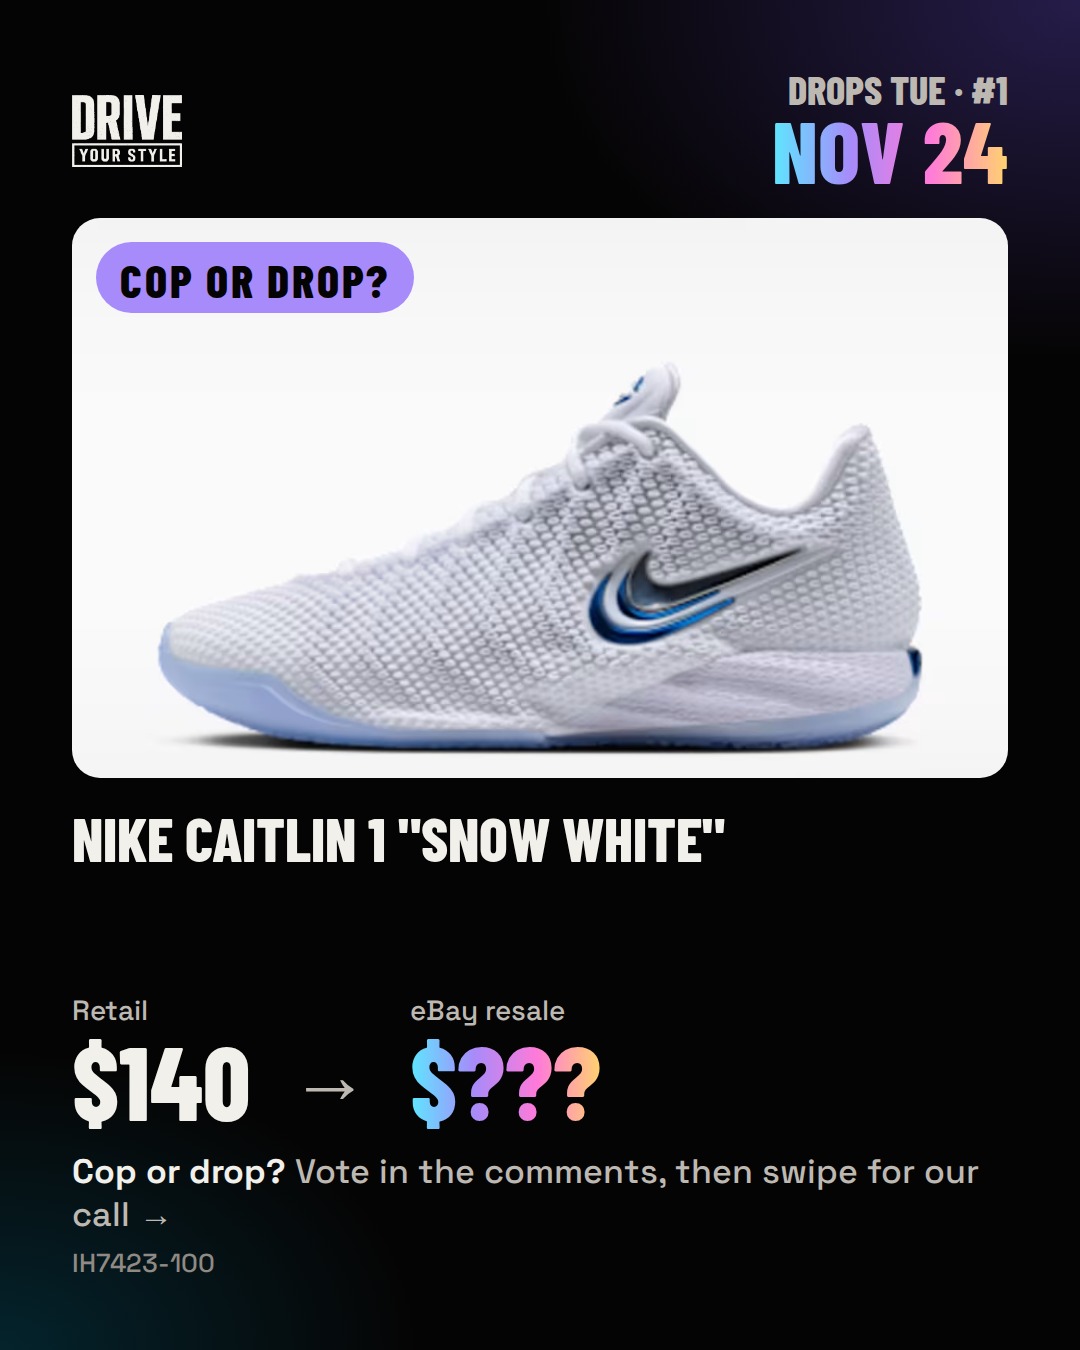 DRIVE
YOUR STYLE
DROPS TUE · #1
NOV 24
COP OR DROP?
NIKE CAITLIN 1 "SNOW WHITE"
Retail
eBay resale
$140 → $???
Cop or drop? Vote in the comments, then swipe for our
call →
IH7423-100